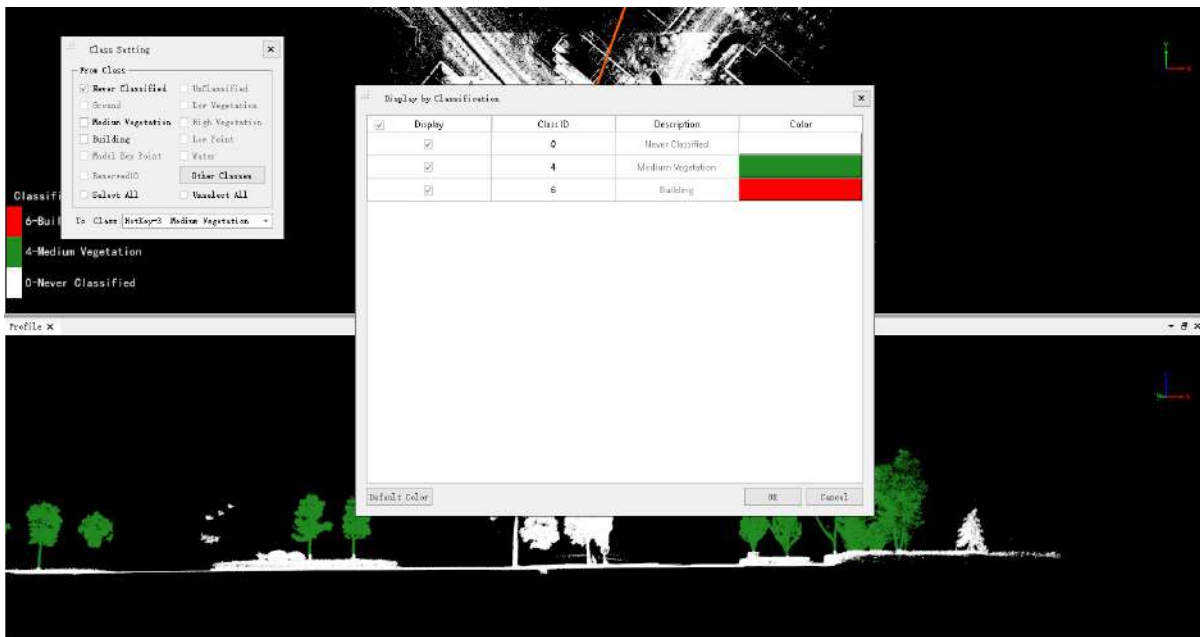 Class Setting
From Class
Never Classified
UnClassified
Ground
Low Vegetation
Medium Vegetation
High Vegetation
Building
Low Point
Model Key Point
Water
Reserved10
Other Classes
Select All
Unselect All
To Class HotKey-3 Medium Vegetation
Classifi
6-Buil
4-Medium Vegetation
0-Never Classified
Y
Display by Classification
Display Class ID Description Color
0 Never Classified
4 Medium Vegetation
6 Building
Default Color
OK
Cancel
Profile